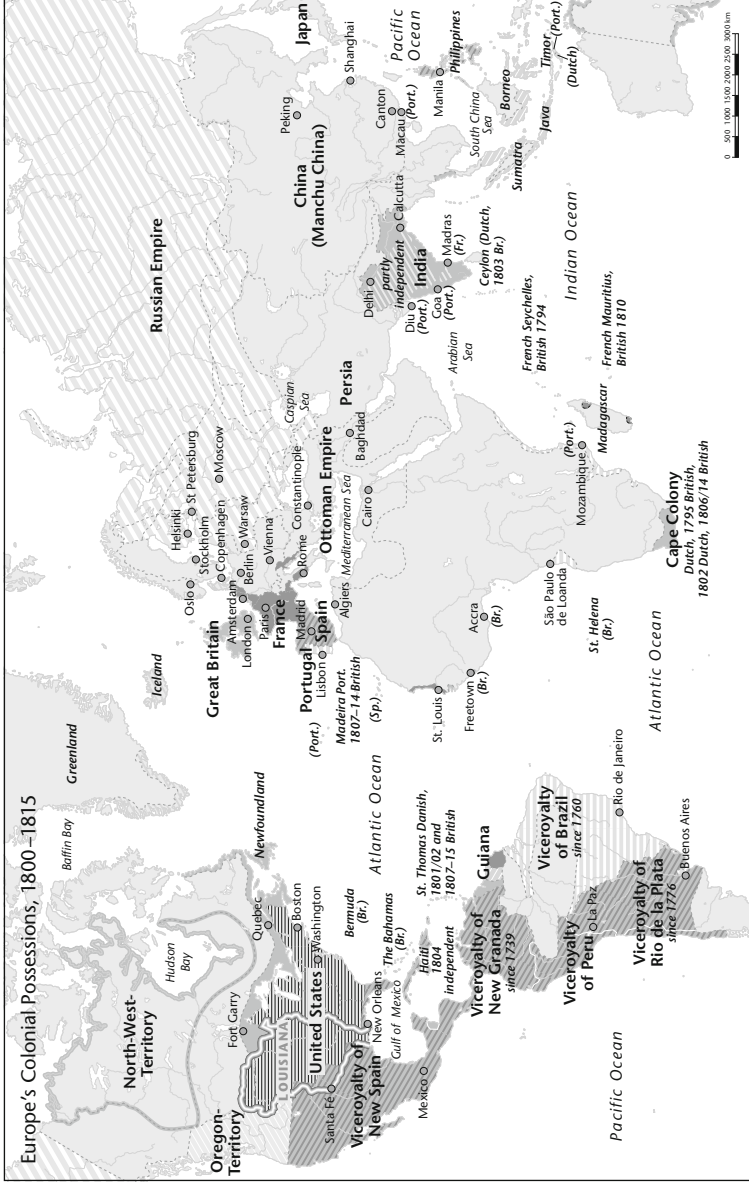 Europe's Colonial Possessions, 1800–1815
Baffin Bay
Greenland
Iceland
North-West-
Territory
Hudson
Bay
Newfoundland
Oregon-
Territory
Fort Garry
Quebec
Boston
Washington
LOUISIANA
United States
Santa Fé
Viceroyalty of
New Spain
New Orleans
Gulf of Mexico
Mexico
Bermuda
(Br.)
The Bahamas
(Br.)
Haiti
1804
independent
St. Thomas Danish,
1801/02 and
1807–15 British
Atlantic Ocean
Viceroyalty of
New Granada
since 1739
Guiana
Viceroyalty
of Peru
La Paz
Viceroyalty
of Brazil
since 1760
Rio de Janeiro
Viceroyalty of
Rio de la Plata
since 1776
Buenos Aires
Pacific Ocean
Great Britain
London
Amsterdam
Paris
France
Portugal
Lisbon
Madrid
Spain
(Port.)
Madeira Port.
1807–14 British
(Sp.)
Oslo
Helsinki
Stockholm
Copenhagen
St Petersburg
Moscow
Berlin
Warsaw
Vienna
Rome
Constantinople
Ottoman Empire
Algiers
Mediterranean Sea
Cairo
Baghdad
Persia
Caspian
Sea
Russian Empire
St. Louis
Freetown
(Br.)
Accra
(Br.)
São Paulo
de Loanda
St. Helena
(Br.)
Atlantic Ocean
Mozambique
(Port.)
Madagascar
Cape Colony
Dutch, 1795 British,
1802 Dutch, 1806/14 British
French Seychelles,
British 1794
French Mauritius,
British 1810
Arabian
Sea
Indian Ocean
Delhi
partly
independent
India
Calcutta
Diu
(Port.)
Goa
(Port.)
Madras
(Fr.)
Ceylon (Dutch,
1803 Br.)
China
(Manchu China)
Peking
Shanghai
Canton
Macau
(Port.)
Japan
Pacific
Ocean
Manila
Philippines
South China
Sea
Borneo
Sumatra
Java
Timor
(Port.)
(Dutch)
0 500 1000 1500 2000 2500 3000 km